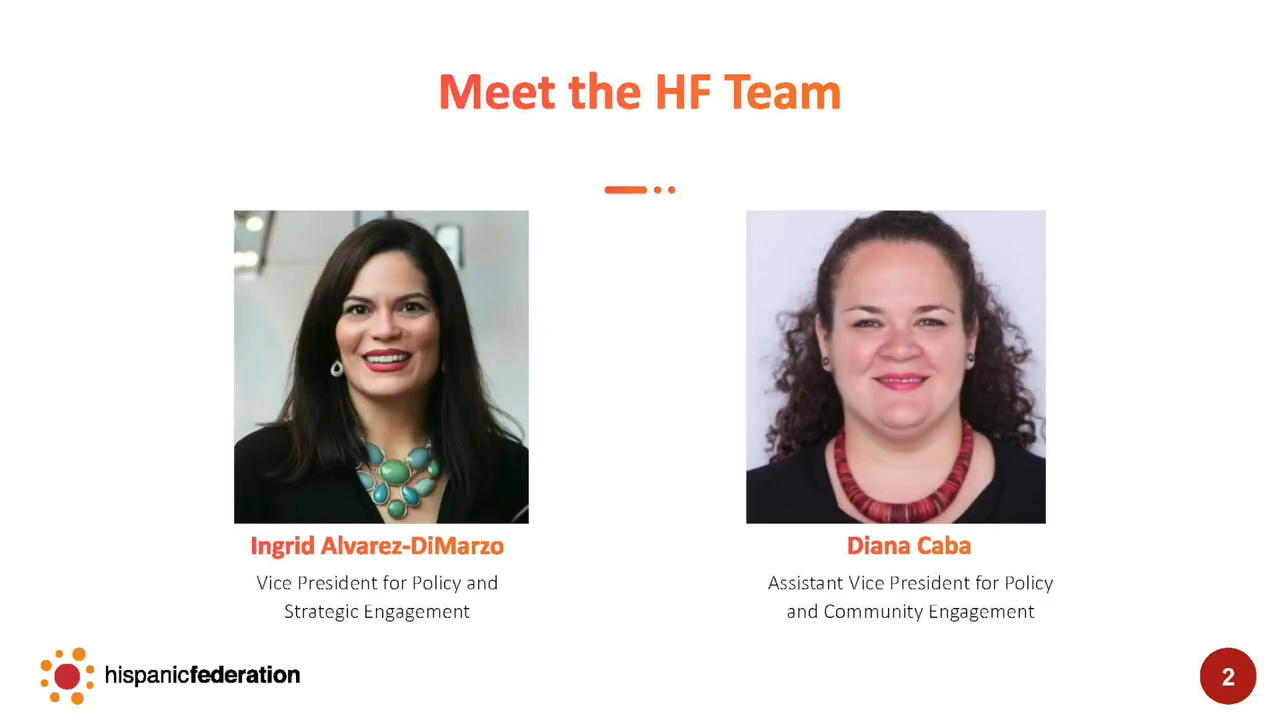 Meet the HF Team
Ingrid Alvarez-DiMarzo
Vice President for Policy and
Strategic Engagement
Diana Caba
Assistant Vice President for Policy
and Community Engagement
hispanicfederation
2